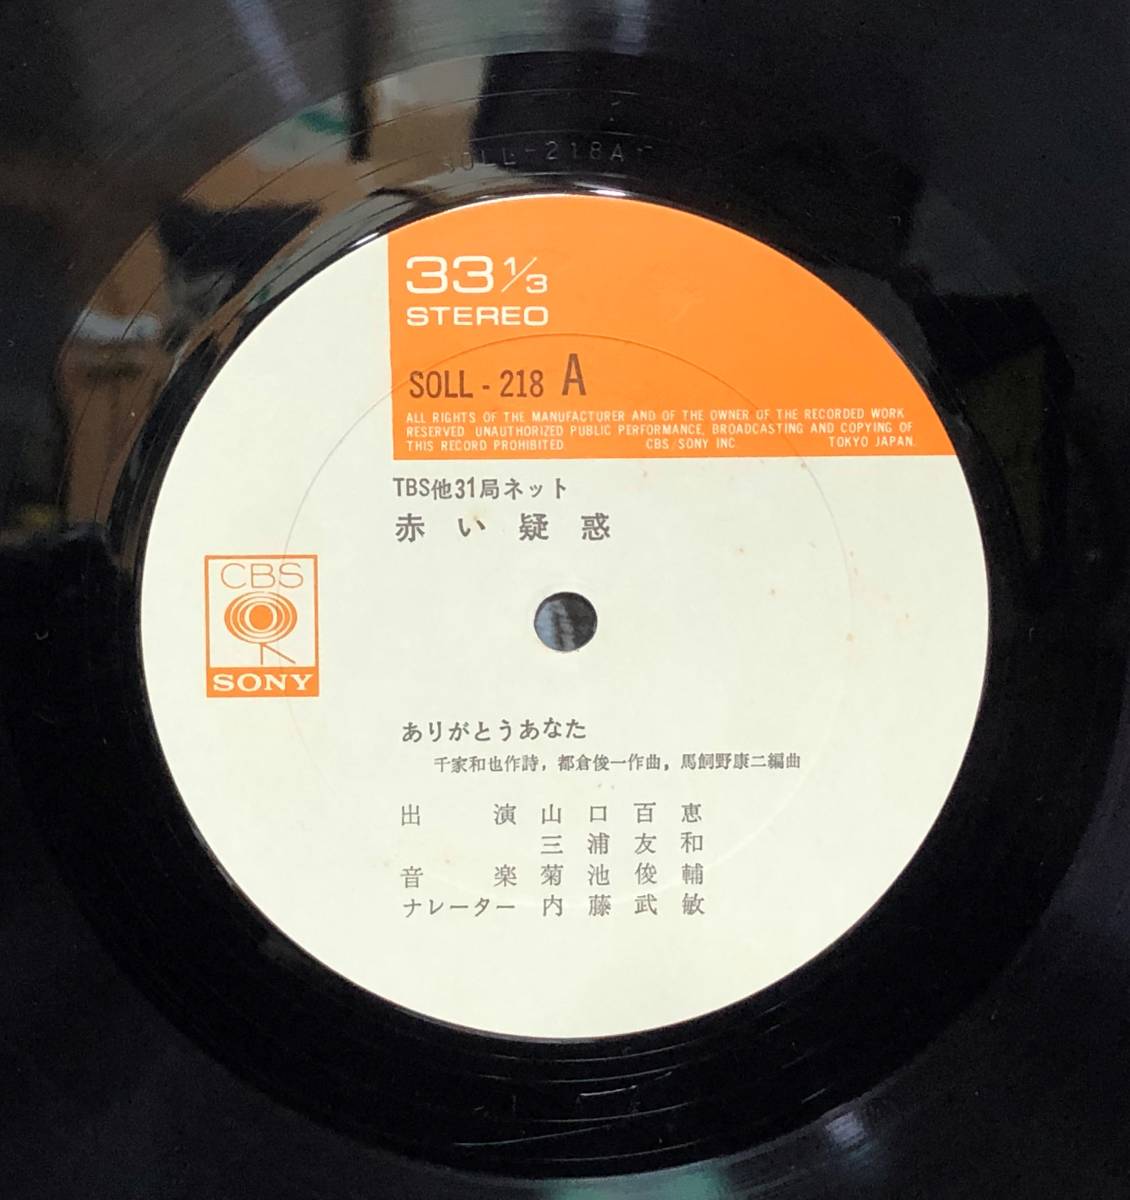 SOLL-218A
33 1/3
STEREO
SOLL - 218 A
ALL RIGHTS OF THE MANUFACTURER AND OF THE OWNER OF THE RECORDED WORK
RESERVED UNAUTHORIZED PUBLIC PERFORMANCE, BROADCASTING AND COPYING OF
THIS RECORD PROHIBITED. CBS/SONY INC. TOKYO JAPAN.
TBS他31局ネット
赤い疑惑
CBS
SONY
ありがとうあなた
千家和也作詩, 都倉俊一作曲, 馬飼野康二編曲
出演 山口百恵
三浦友和
音楽 菊池俊輔
ナレーター 内藤武敏